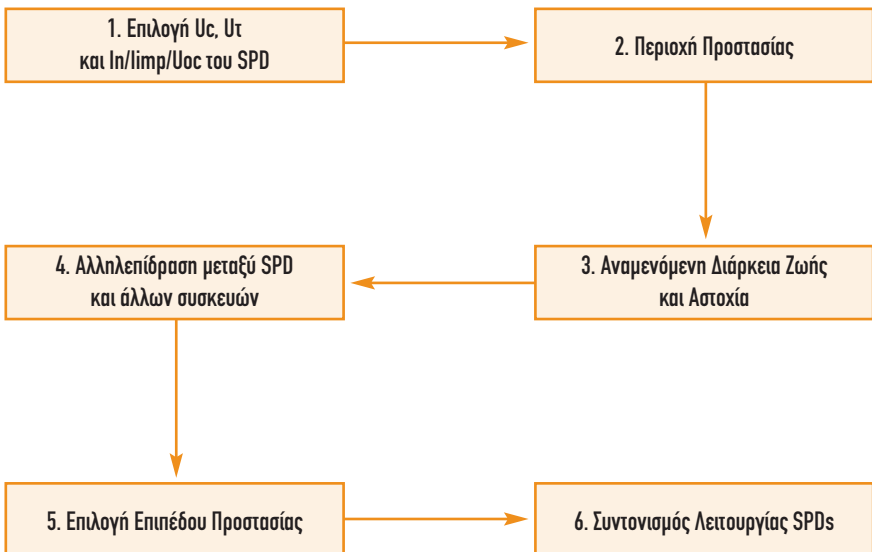 1. Επιλογή Uc, Uτ
και In/Iimp/Uoc του SPD
2. Περιοχή Προστασίας
3. Αναμενόμενη Διάρκεια Ζωής
και Αστοχία
4. Αλληλεπίδραση μεταξύ SPD
και άλλων συσκευών
5. Επιλογή Επιπέδου Προστασίας
6. Συντονισμός Λειτουργίας SPDs